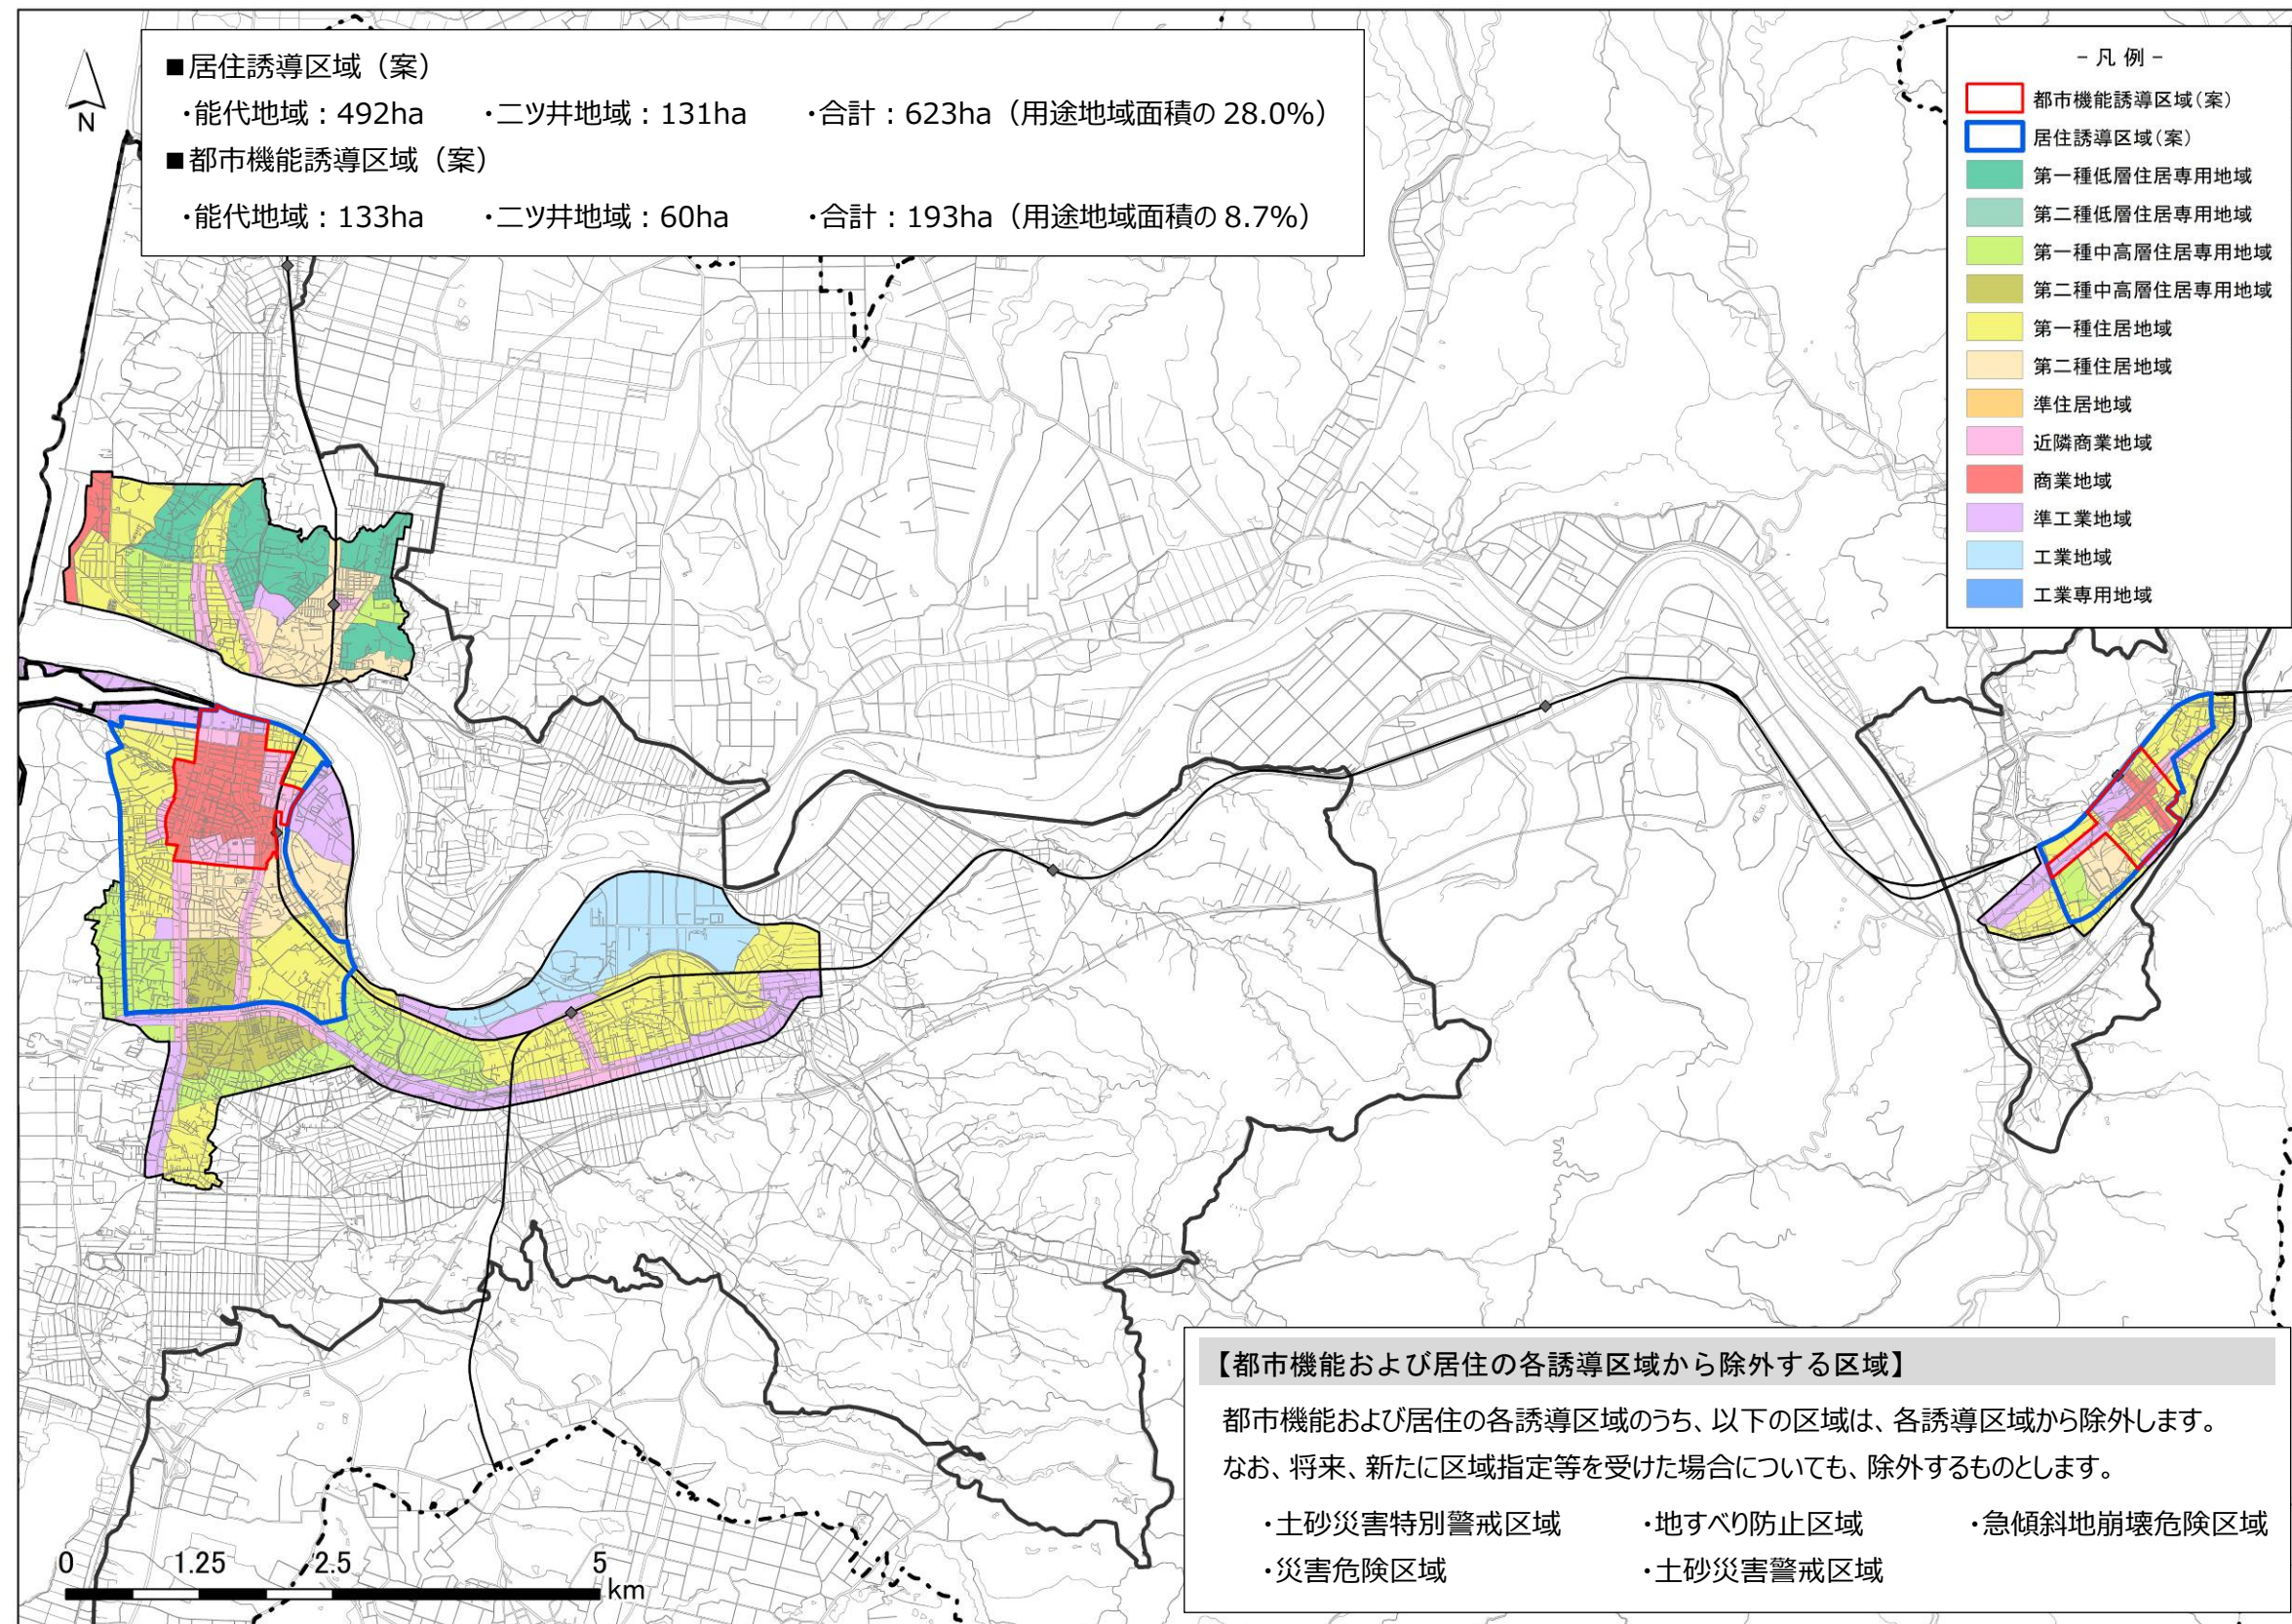 N
■居住誘導区域（案）
・能代地域：492ha ・二ツ井地域：131ha ・合計：623ha（用途地域面積の 28.0%）
■都市機能誘導区域（案）
・能代地域：133ha ・二ツ井地域：60ha ・合計：193ha（用途地域面積の 8.7%）
- 凡 例 -
都市機能誘導区域(案)
居住誘導区域(案)
第一種低層住居専用地域
第二種低層住居専用地域
第一種中高層住居専用地域
第二種中高層住居専用地域
第一種住居地域
第二種住居地域
準住居地域
近隣商業地域
商業地域
準工業地域
工業地域
工業専用地域
【都市機能および居住の各誘導区域から除外する区域】
都市機能および居住の各誘導区域のうち、以下の区域は、各誘導区域から除外します。
なお、将来、新たに区域指定等を受けた場合についても、除外するものとします。
・土砂災害特別警戒区域 ・地すべり防止区域 ・急傾斜地崩壊危険区域
・災害危険区域 ・土砂災害警戒区域
0 1.25 2.5 5
km